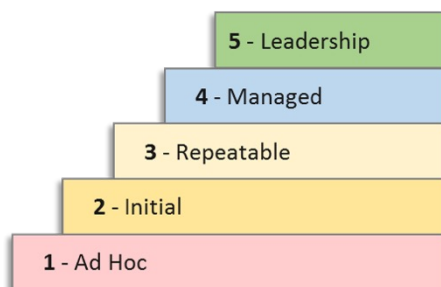 5 - Leadership
4 - Managed
3 - Repeatable
2 - Initial
1 - Ad Hoc